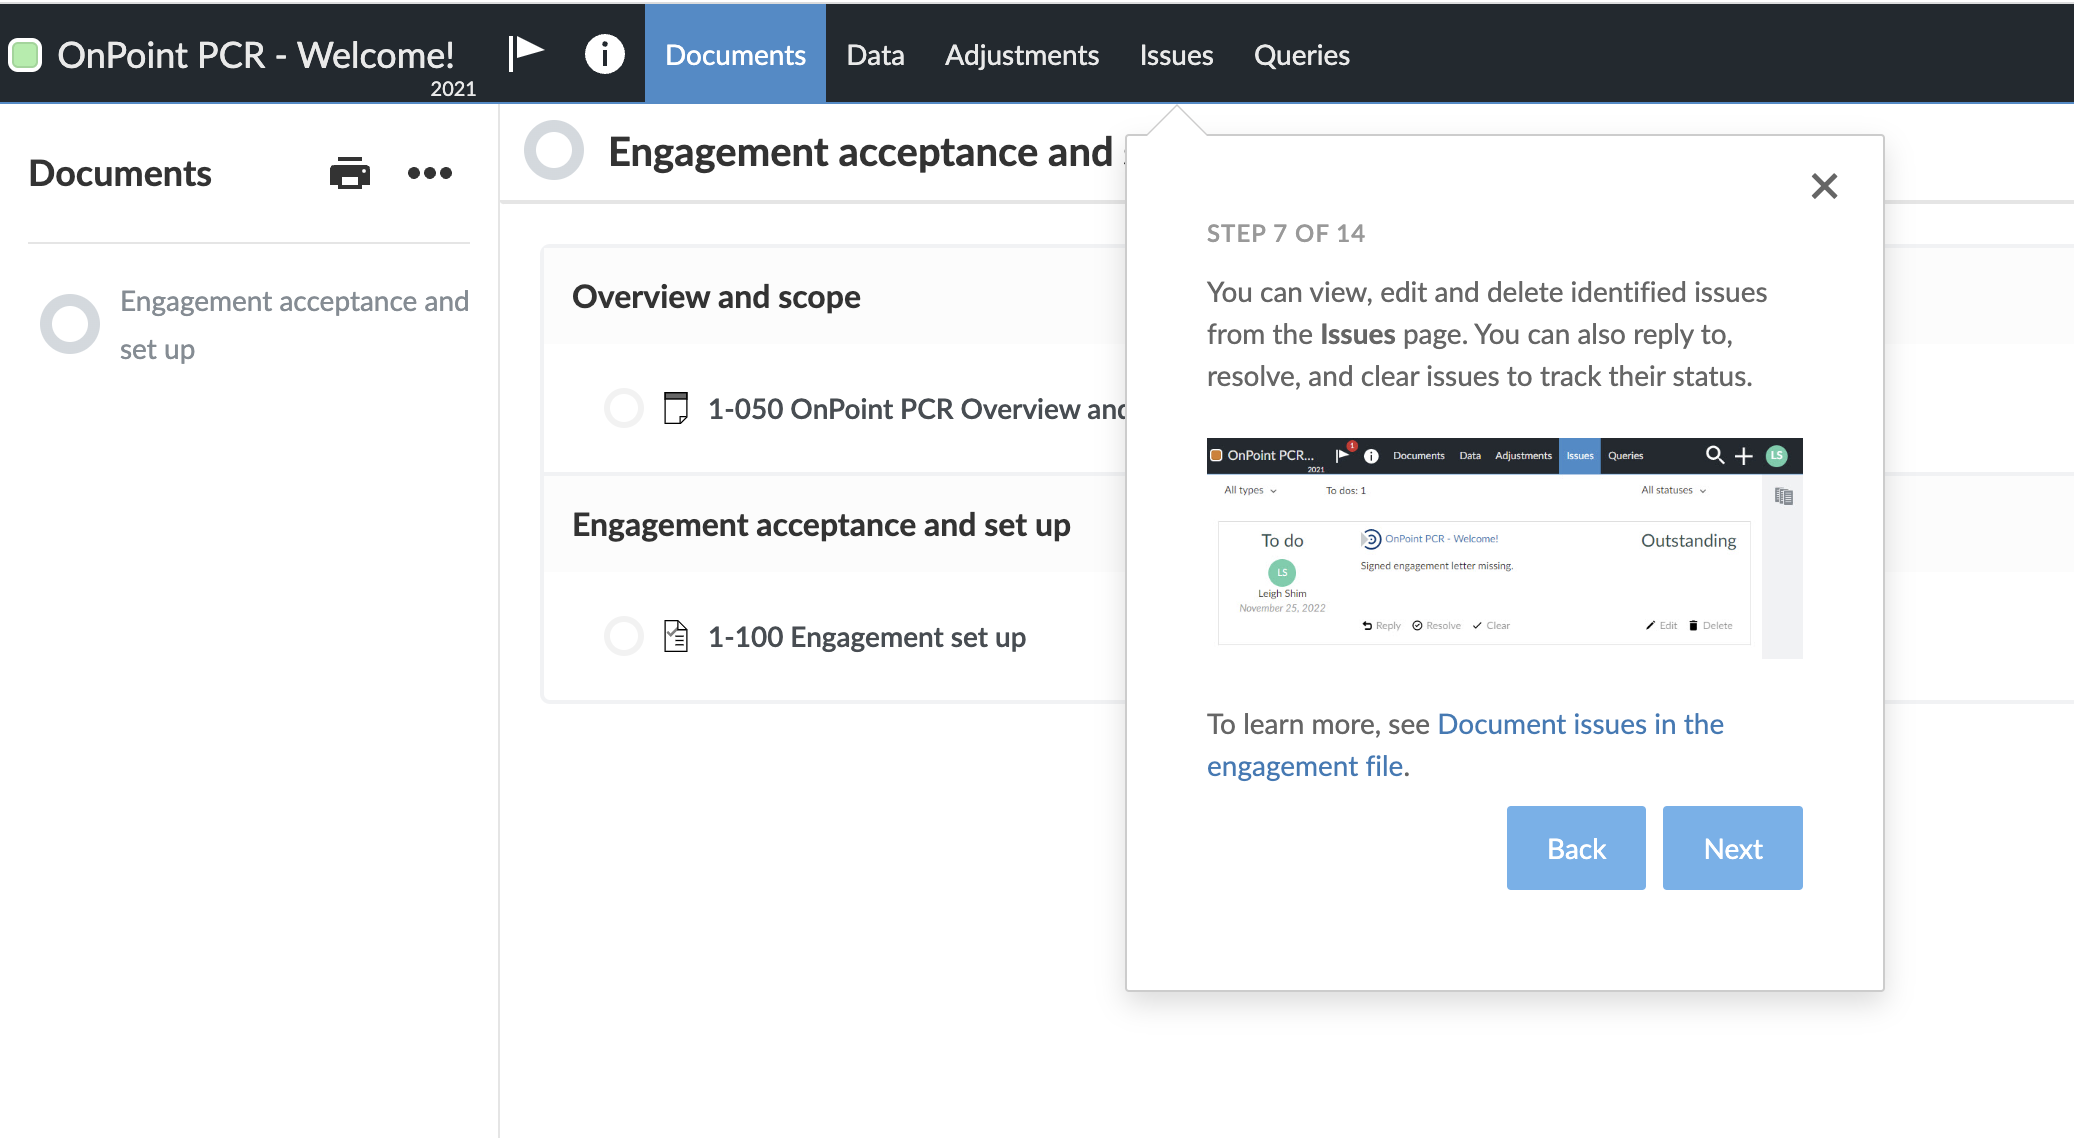 OnPoint PCR - Welcome!
2021
Documents
Data
Adjustments
Issues
Queries
Documents
Engagement acceptance and
set up
Engagement acceptance and
Overview and scope
1-050 OnPoint PCR Overview and
Engagement acceptance and set up
1-100 Engagement set up
STEP 7 OF 14
You can view, edit and delete identified issues
from the Issues page. You can also reply to,
resolve, and clear issues to track their status.
OnPoint PCR...
2021
1
Documents
Data
Adjustments
Issues
Queries
LS
All types
To dos: 1
All statuses
To do
LS
Leigh Shim
November 25, 2022
OnPoint PCR - Welcome!
Signed engagement letter missing.
Outstanding
Reply
Resolve
Clear
Edit
Delete
To learn more, see Document issues in the
engagement file.
Back
Next